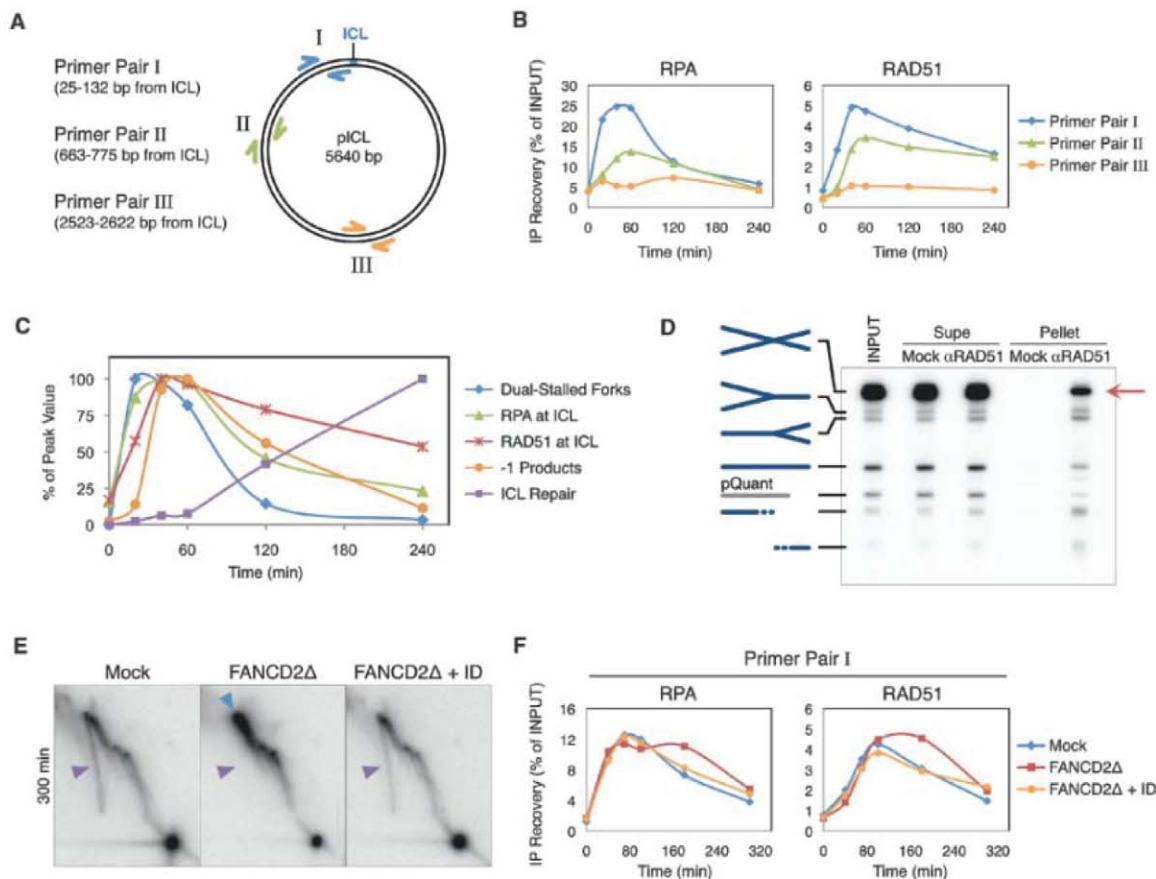 A
I
ICL
Primer Pair I
(25-132 bp from ICL)
II
Primer Pair II
(663-775 bp from ICL)
pICL
5640 bp
Primer Pair III
(2523-2622 bp from ICL)
III
B
RPA
RAD51
IP Recovery (% of INPUT)
30
25
20
15
10
5
0
0 60 120 180 240
Time (min)
6
5
4
3
2
1
0
0 60 120 180 240
Time (min)
Primer Pair I
Primer Pair II
Primer Pair III
C
% of Peak Value
100
75
50
25
0
0 60 120 180 240
Time (min)
Dual-Stalled Forks
RPA at ICL
RAD51 at ICL
-1 Products
ICL Repair
D
INPUT
Supe
Pellet
Mock αRAD51
Mock αRAD51
pQuant
E
Mock
FANCD2Δ
FANCD2Δ + ID
300 min
F
Primer Pair I
RPA
RAD51
IP Recovery (% of INPUT)
16
12
8
4
0
0 80 160 240 320
Time (min)
6
5
4
3
2
1
0
0 80 160 240 320
Time (min)
Mock
FANCD2Δ
FANCD2Δ + ID